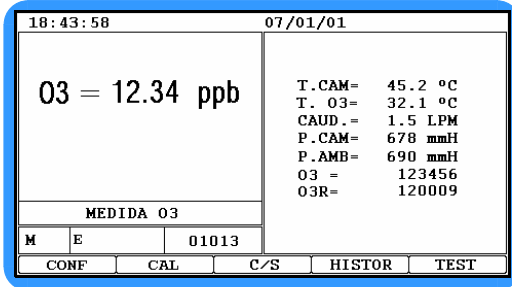 18:43:58 07/01/01
O3 = 12.34 ppb
T.CAM= 45.2 ºC
T. O3= 32.1 ºC
CAUD.= 1.5 LPM
P.CAM= 678 mmH
P.AMB= 690 mmH
O3 = 123456
O3R= 120009
MEDIDA O3
M E 01013
CONF CAL C/S HISTOR TEST